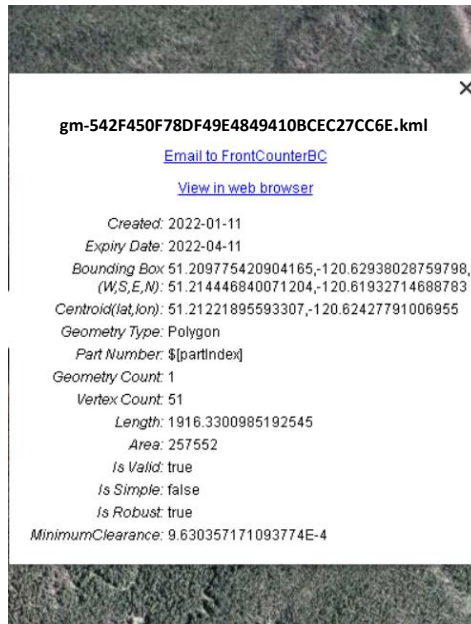 ×
gm-542F450F78DF49E4849410BCEC27CC6E.kml
Email to FrontCounterBC
View in web browser
Created: 2022-01-11
Expiry Date: 2022-04-11
Bounding Box 51.209775420904165,-120.62938028759798,
(W,S,E,N): 51.214446840071204,-120.61932714688783
Centroid(lat,lon): 51.21221895593307,-120.62427791006955
Geometry Type: Polygon
Part Number: $[partIndex]
Geometry Count: 1
Vertex Count: 51
Length: 1916.3300985192545
Area: 257552
Is Valid: true
Is Simple: false
Is Robust: true
MinimumClearance: 9.630357171093774E-4